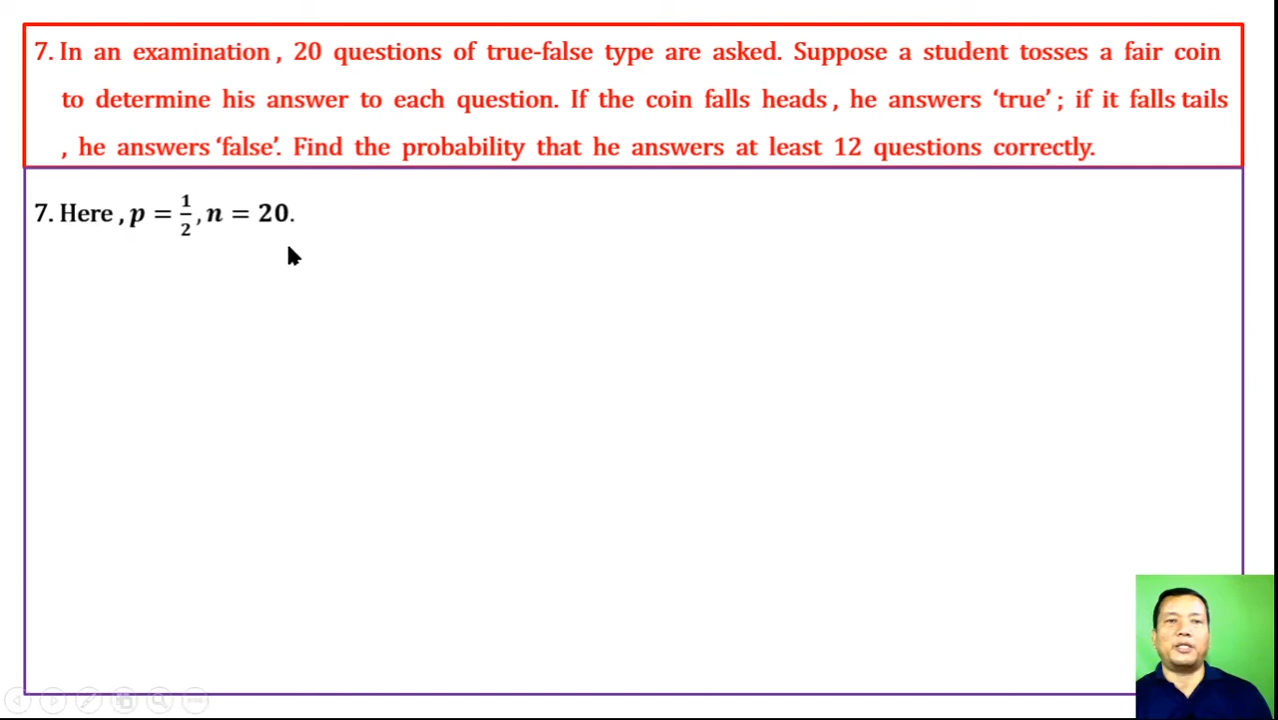 7. In an examination , 20 questions of true-false type are asked. Suppose a student tosses a fair coin
to determine his answer to each question. If the coin falls heads , he answers ‘true’ ; if it falls tails
, he answers ‘false’. Find the probability that he answers at least 12 questions correctly.
7. Here , p = 1/2 , n = 20.